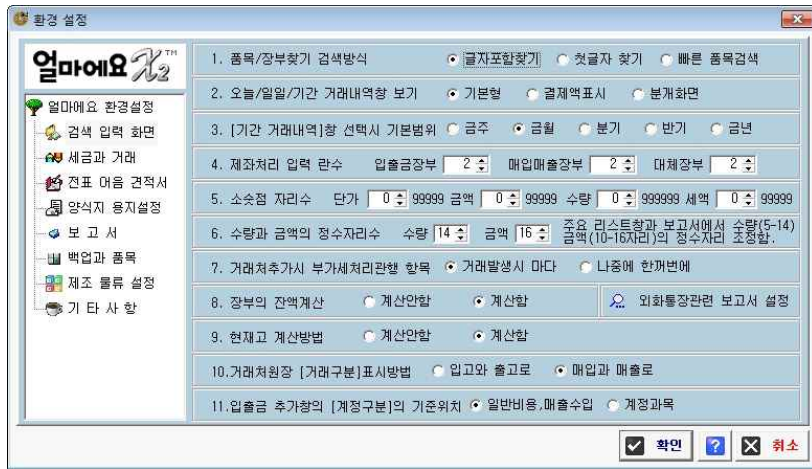 환경 설정
얼마에요 X2 TM
얼마에요 환경설정
검색 입력 화면
세금과 거래
전표 어음 견적서
양식지 용지설정
보 고 서
백업과 품목
제조 물류 설정
기 타 사 항
1. 품목/장부찾기 검색방식 글자포함찾기 첫글자 찾기 빠른 품목검색
2. 오늘/일일/기간 거래내역창 보기 기본형 결제액표시 분개화면
3. [기간 거래내역]창 선택시 기본범위 금주 금월 분기 반기 금년
4. 제좌처리 입력 란수 입출금장부 2 매입매출장부 2 대체장부 2
5. 소숫점 자리수 단가 0 99999 금액 0 99999 수량 0 999999 세액 0 99999
6. 수량과 금액의 정수자리수 수량 14 금액 16 주요 리스트창과 보고서에서 수량(5-14)
금액(10-16자리)의 정수자리 조정함.
7. 거래처추가시 부가세처리관행 항목 거래발생시 마다 나중에 한꺼번에
8. 장부의 잔액계산 계산안함 계산함 외화통장관련 보고서 설정
9. 현재고 계산방법 계산안함 계산함
10.거래처원장 [거래구분]표시방법 입고와 출고로 매입과 매출로
11.입출금 추가창의 [계정구분]의 기준위치 일반비용,매출수입 계정과목
확인 ? 취소